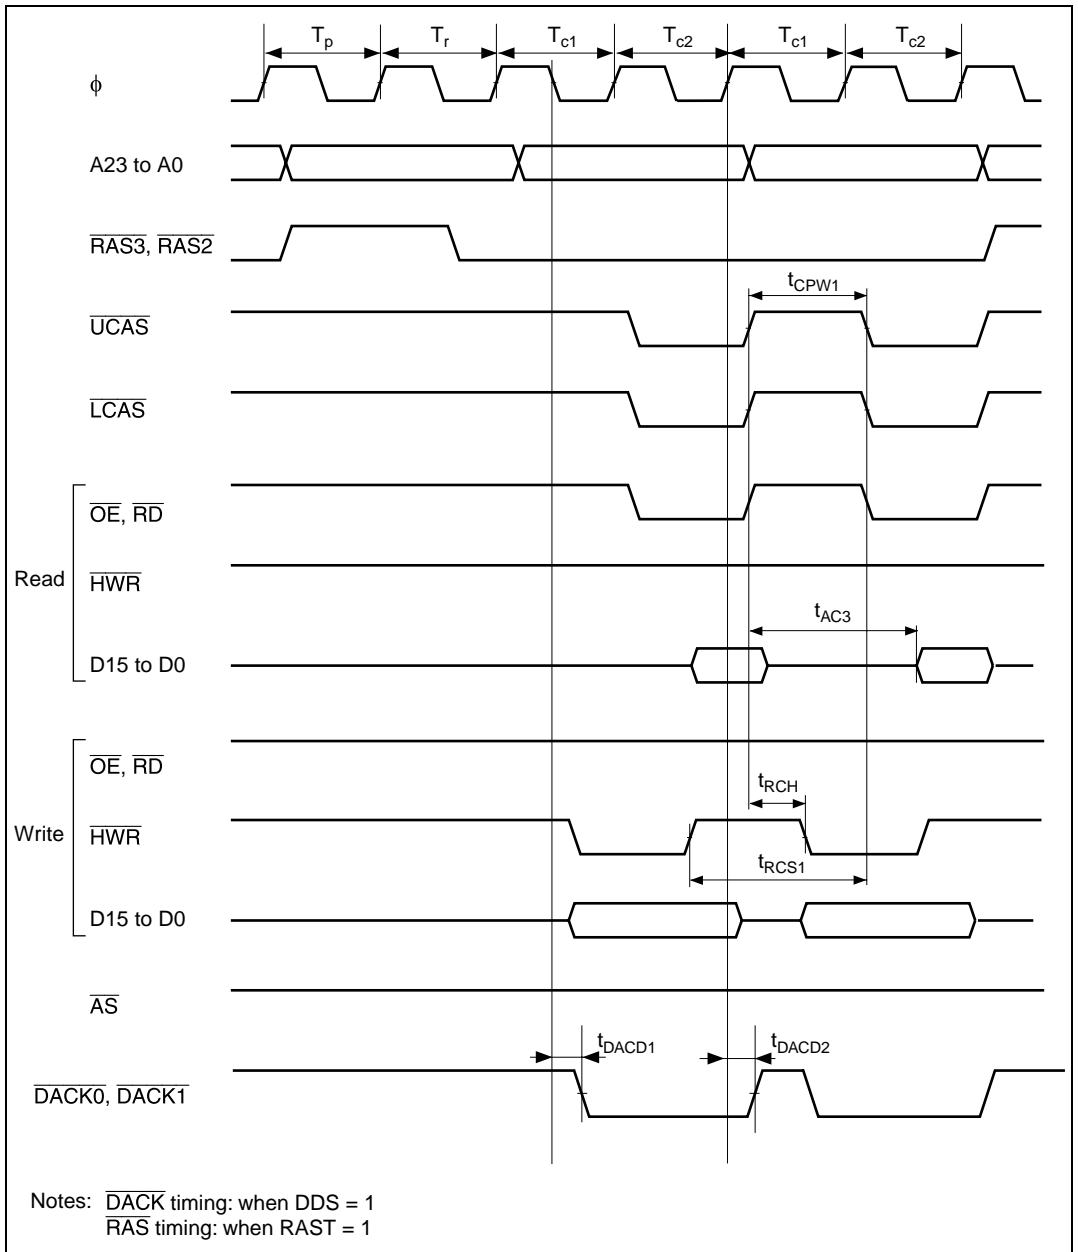 Tp Tr Tc1 Tc2 Tc1 Tc2
ϕ
A23 to A0
RAS3, RAS2
tCPW1
UCAS
LCAS
OE, RD
Read
HWR
tAC3
D15 to D0
OE, RD
tRCH
Write
HWR
tRCS1
D15 to D0
AS
tDACD1 tDACD2
DACK0, DACK1
Notes: DACK timing: when DDS = 1
RAS timing: when RAST = 1